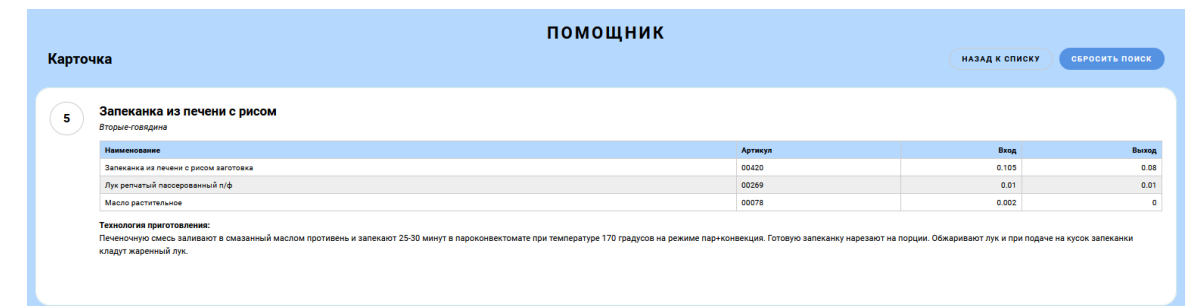 ПОМОЩНИК
Карточка
НАЗАД К СПИСКУ
СБРОСИТЬ ПОИСК
5
Запеканка из печени с рисом
Вторые-говядина
Наименование Артикул Вход Выход
Запеканка из печени с рисом заготовка 00420 0.105 0.08
Лук репчатый пассерованный п/ф 00269 0.01 0.01
Масло растительное 00078 0.002 0
Технология приготовления:
Печеночную смесь заливают в смазанный маслом противень и запекают 25-30 минут в пароконвектомате при температуре 170 градусов на режиме пар+конвекция. Готовую запеканку нарезают на порции. Обжаривают лук и при подаче на кусок запеканки
кладут жаренный лук.